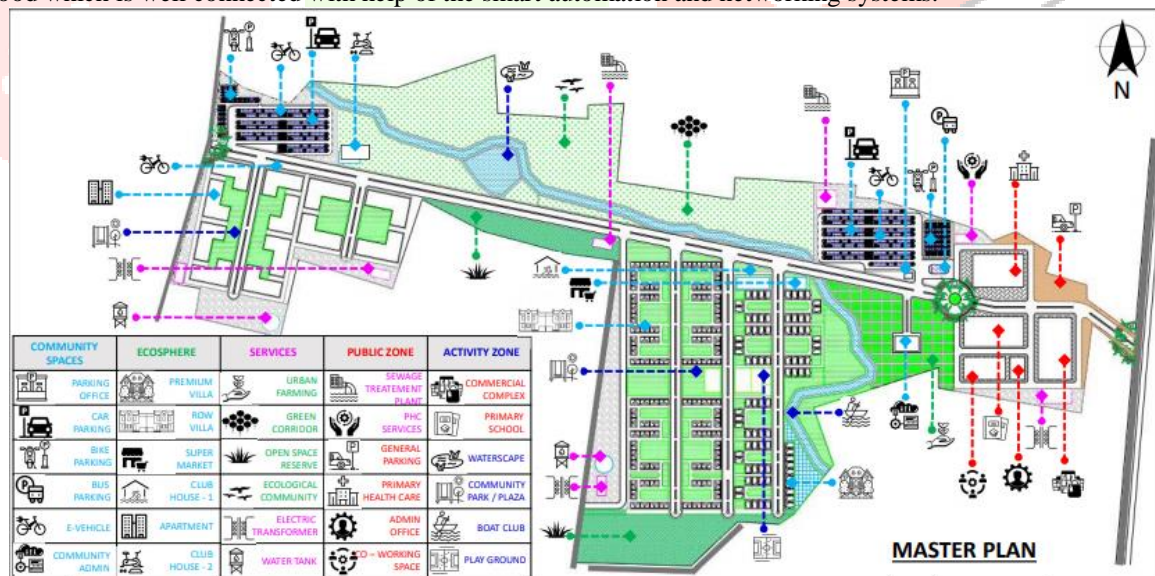 ood which is well connected with help of the smart automation and networking systems.
N
COMMUNITY SPACES
ECOSPHERE
SERVICES
PUBLIC ZONE
ACTIVITY ZONE
PARKING OFFICE
PREMIUM VILLA
URBAN FARMING
SEWAGE TREATEMENT PLANT
COMMERCIAL COMPLEX
CAR PARKING
ROW VILLA
GREEN CORRIDOR
PHC SERVICES
PRIMARY SCHOOL
BIKE PARKING
SUPER MARKET
OPEN SPACE RESERVE
GENERAL PARKING
WATERSCAPE
BUS PARKING
CLUB HOUSE - 1
ECOLOGICAL COMMUNITY
PRIMARY HEALTH CARE
COMMUNITY PARK / PLAZA
E-VEHICLE
APARTMENT
ELECTRIC TRANSFORMER
ADMIN OFFICE
BOAT CLUB
COMMUNITY ADMIN
CLUB HOUSE - 2
WATER TANK
CO – WORKING SPACE
PLAY GROUND
MASTER PLAN